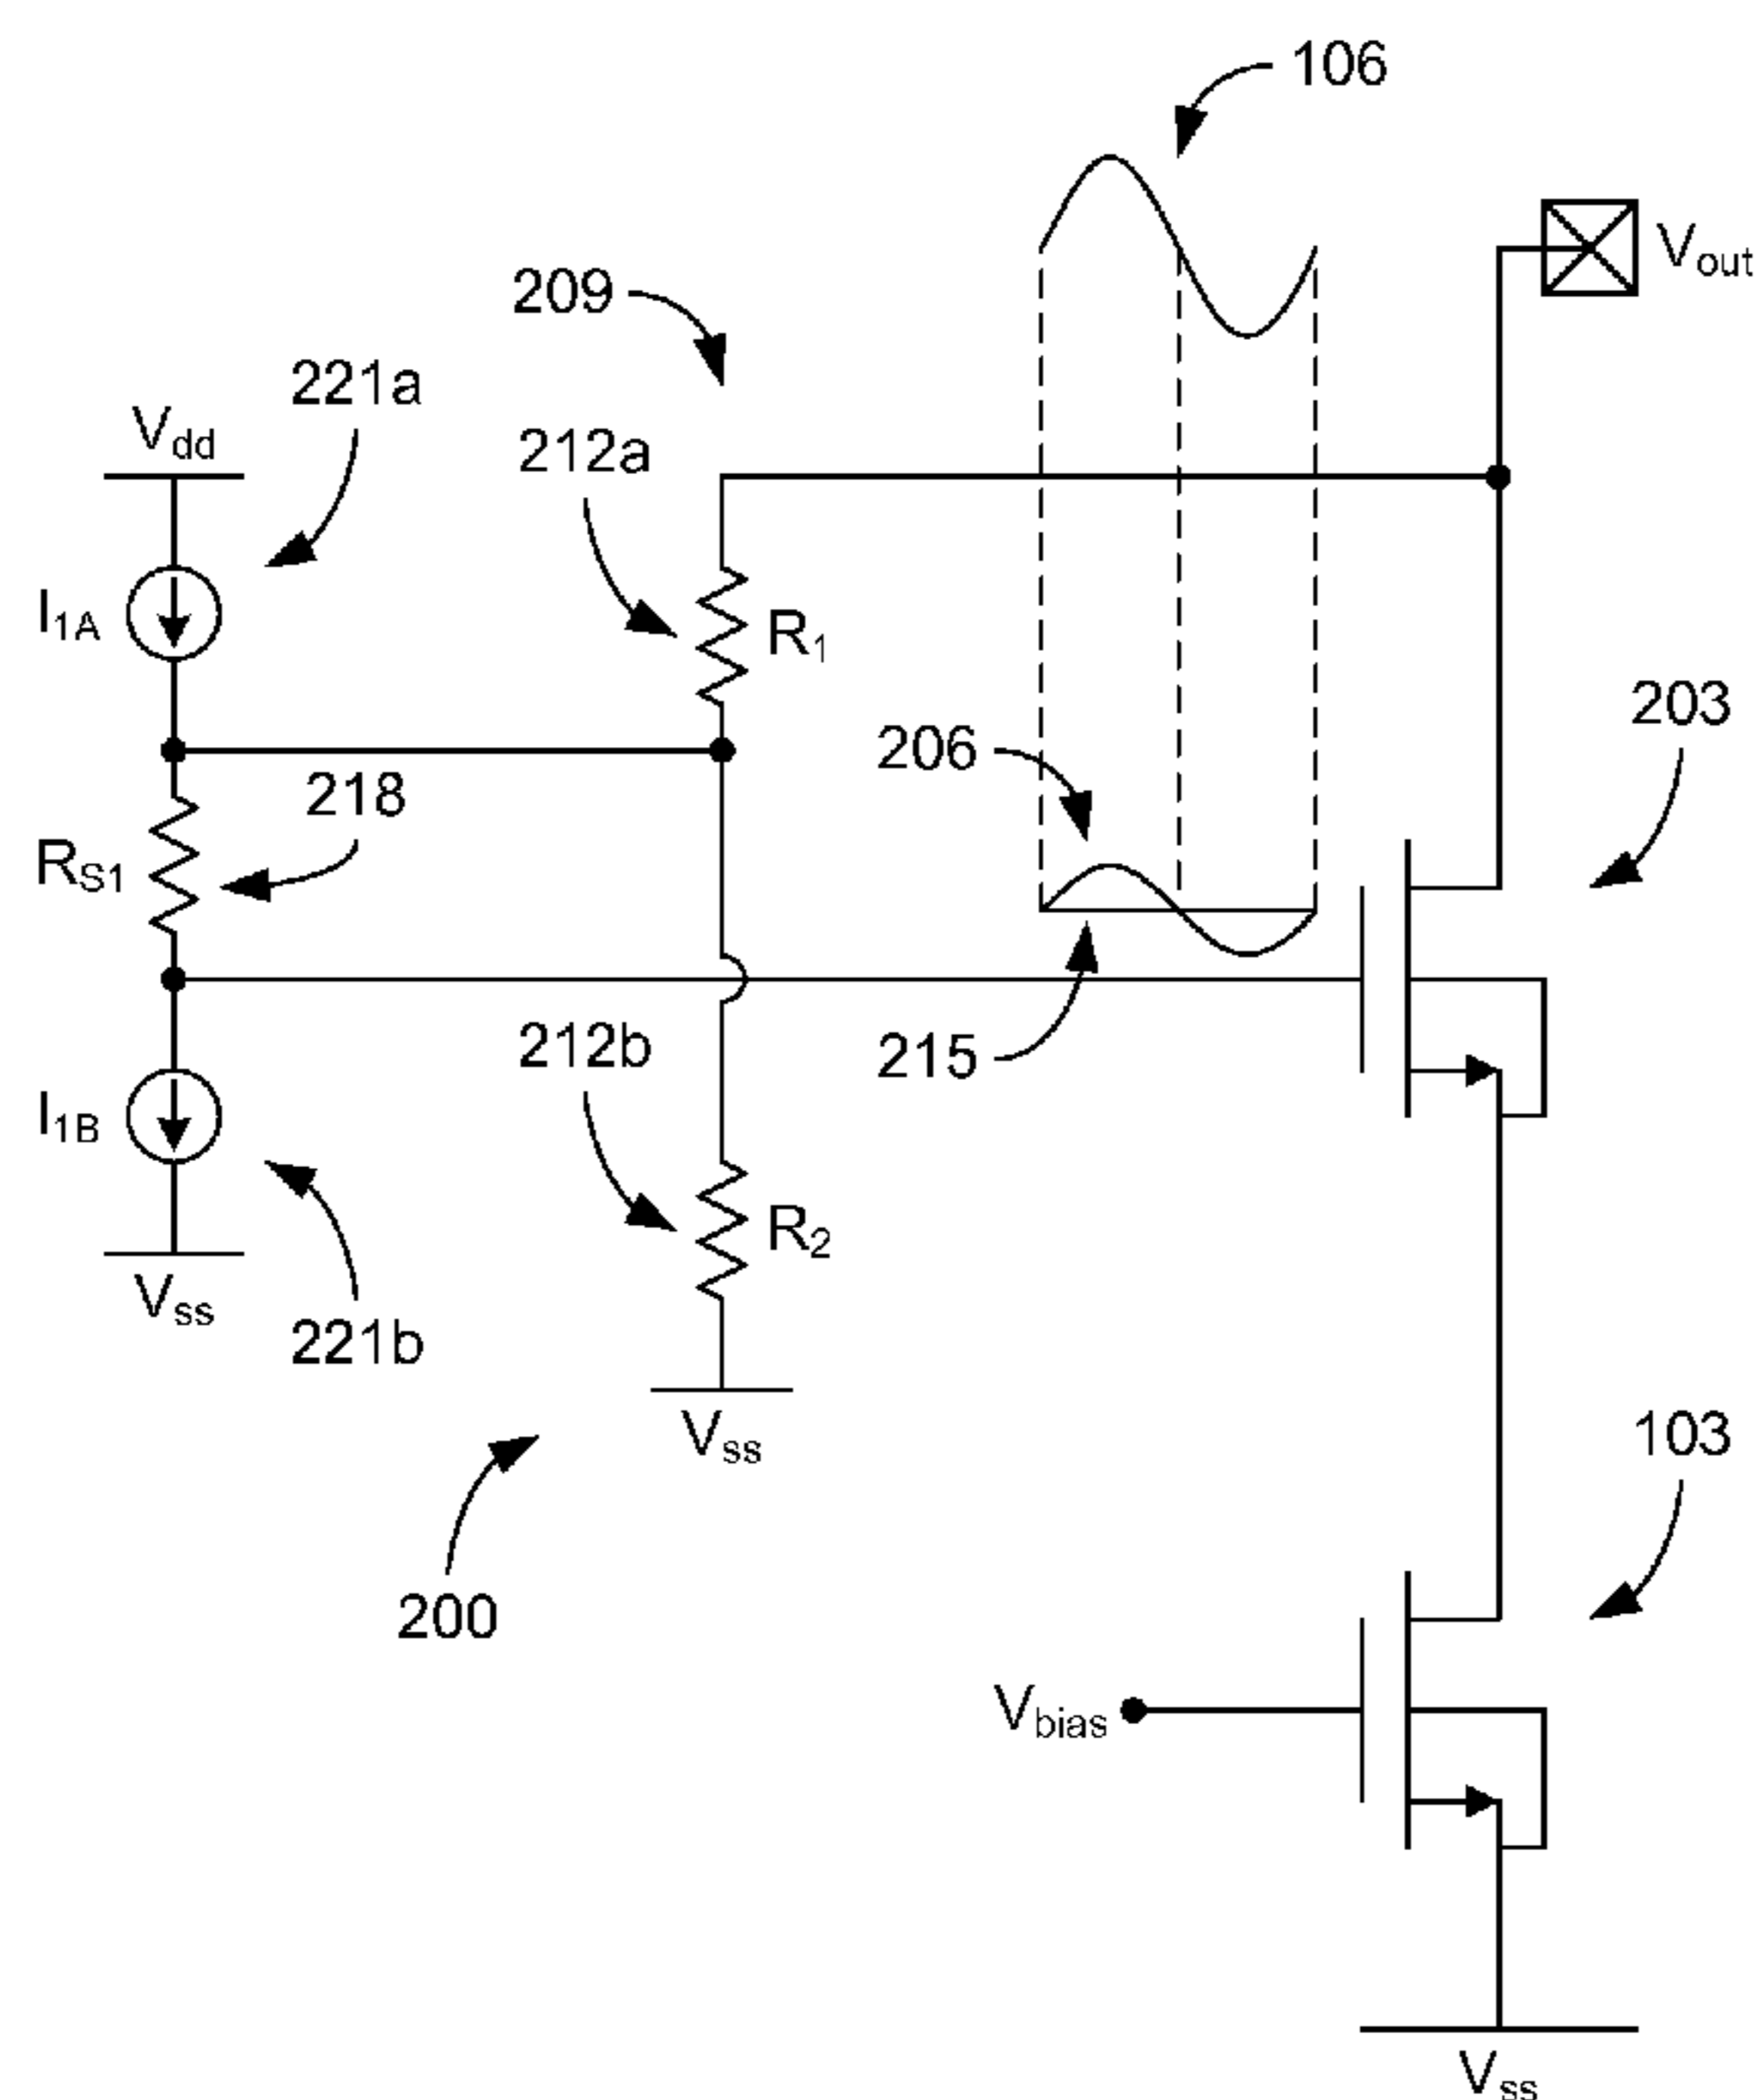 106
Vout
209
221a
Vdd
212a
I1A
R1
203
206
218
RS1
215
212b
I1B
R2
Vss
221b
Vss
103
200
Vbias
Vss